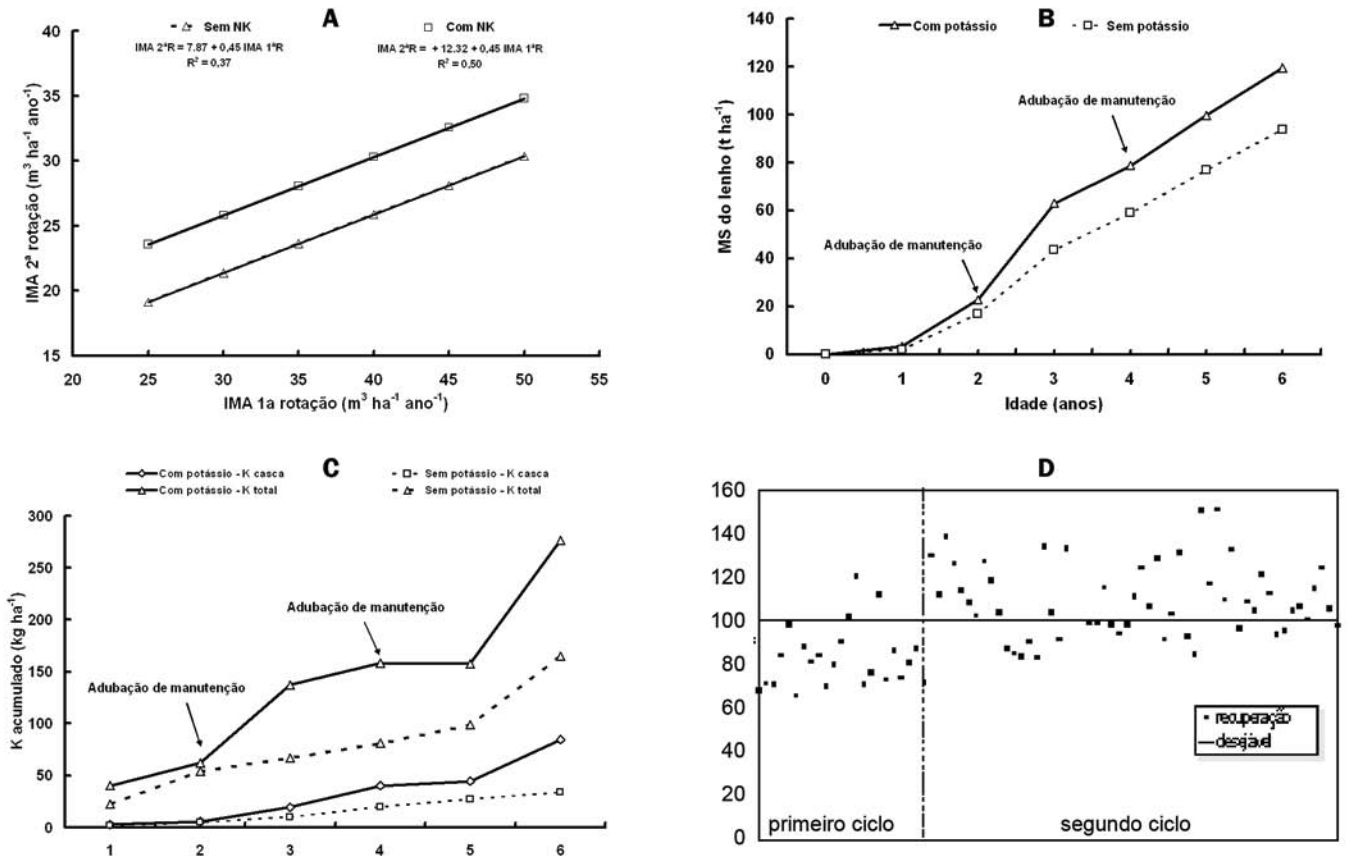 A
Sem NK
Com NK
IMA 2ªR = 7.87 + 0,45 IMA 1ªR
IMA 2ªR = + 12.32 + 0,45 IMA 1ªR
R² = 0,37
R² = 0,50
40
35
30
25
20
15
IMA 2ª rotação (m³ ha⁻¹ ano⁻¹)
20 25 30 35 40 45 50 55
IMA 1a rotação (m³ ha⁻¹ ano⁻¹)
B
Com potássio
Sem potássio
140
120
100
80
60
40
20
0
MS do lenho (t ha⁻¹)
Adubação de manutenção
Adubação de manutenção
0 1 2 3 4 5 6
Idade (anos)
C
Com potássio - K casca
Sem potássio - K casca
Com potássio - K total
Sem potássio - K total
300
250
200
150
100
50
0
K acumulado (kg ha⁻¹)
Adubação de manutenção
Adubação de manutenção
1 2 3 4 5 6
D
160
140
120
100
80
60
40
20
0
recuperação
desejável
primeiro ciclo
segundo ciclo